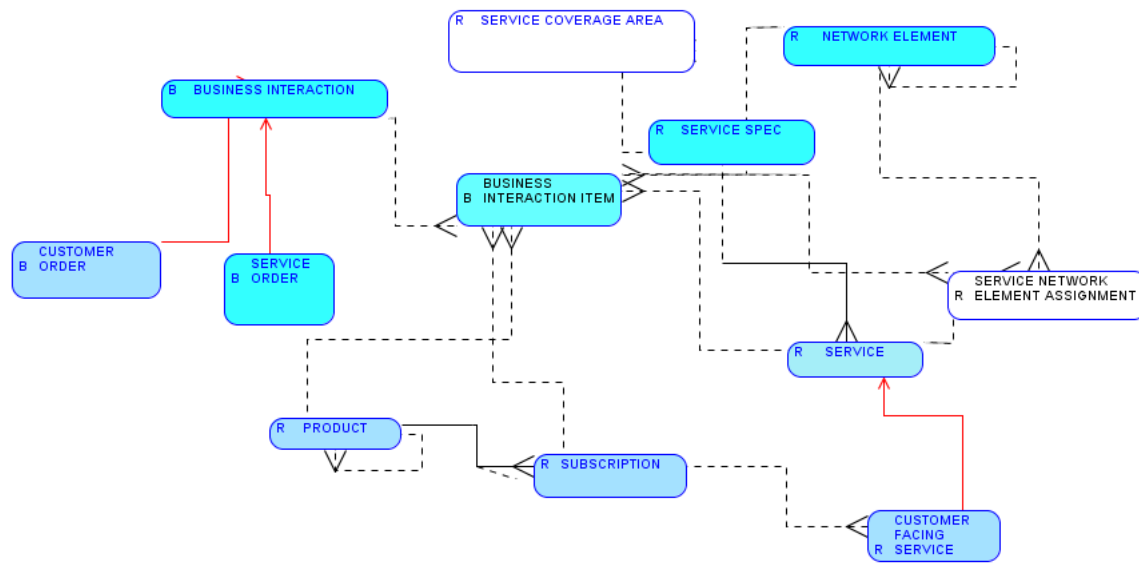 R SERVICE COVERAGE AREA
R NETWORK ELEMENT
B BUSINESS INTERACTION
R SERVICE SPEC
BUSINESS
B INTERACTION ITEM
CUSTOMER
B ORDER
SERVICE
B ORDER
SERVICE NETWORK
R ELEMENT ASSIGNMENT
R SERVICE
R PRODUCT
R SUBSCRIPTION
CUSTOMER
FACING
R SERVICE